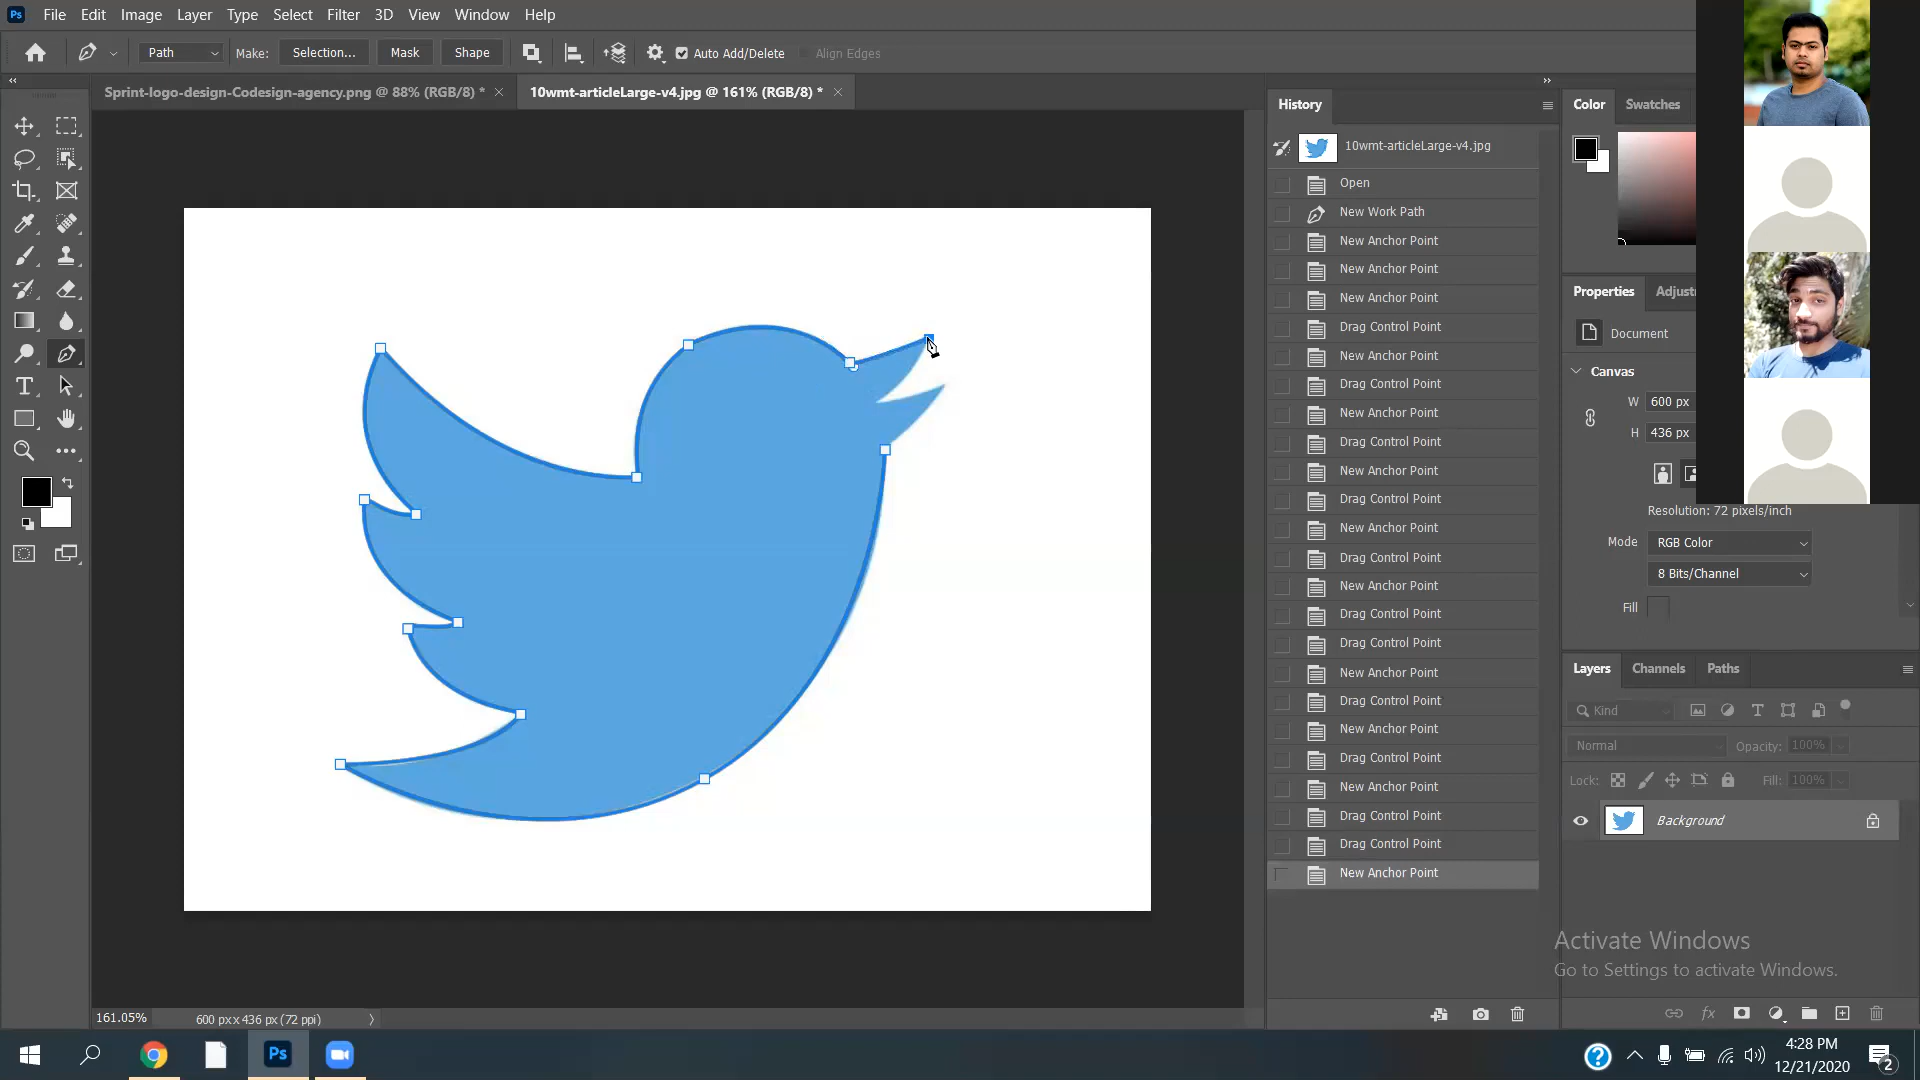 Ps File Edit Image Layer Type Select Filter 3D View Window Help
Path Make: Selection... Mask Shape Auto Add/Delete Align Edges
Sprint-logo-design-Codesign-agency.png @ 88% (RGB/8) *
10wmt-articleLarge-v4.jpg @ 161% (RGB/8) *
History
10wmt-articleLarge-v4.jpg
Open
New Work Path
New Anchor Point
New Anchor Point
New Anchor Point
Drag Control Point
New Anchor Point
Drag Control Point
New Anchor Point
Drag Control Point
New Anchor Point
Drag Control Point
New Anchor Point
Drag Control Point
New Anchor Point
Drag Control Point
Drag Control Point
New Anchor Point
Drag Control Point
New Anchor Point
Drag Control Point
New Anchor Point
Drag Control Point
Drag Control Point
New Anchor Point
Color Swatches
Properties
Document
Canvas
W 600 px
H 436 px
Resolution: 72 pixels/inch
Mode RGB Color
8 Bits/Channel
Fill
Layers Channels Paths
Kind
Normal Opacity: 100%
Lock: Fill: 100%
Background
Activate Windows
Go to Settings to activate Windows.
161.05% 600 px x 436 px (72 ppi)
Ps
4:28 PM
12/21/2020
2